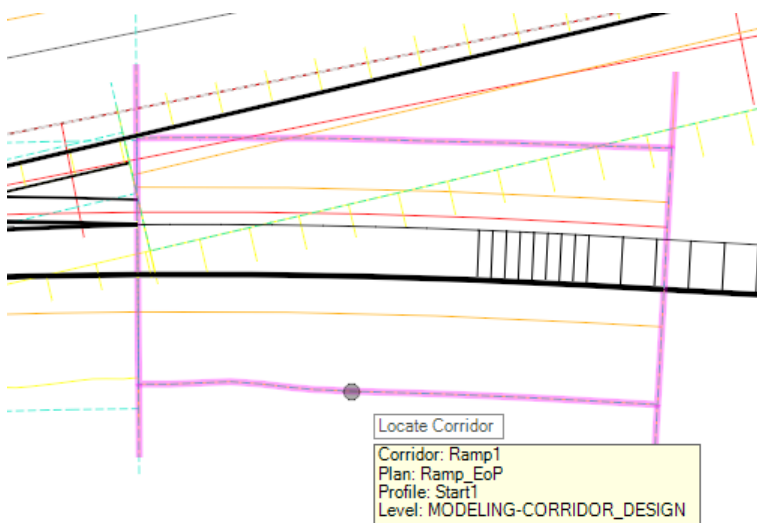 Locate Corridor
Corridor: Ramp1
Plan: Ramp_EoP
Profile: Start1
Level: MODELING-CORRIDOR_DESIGN